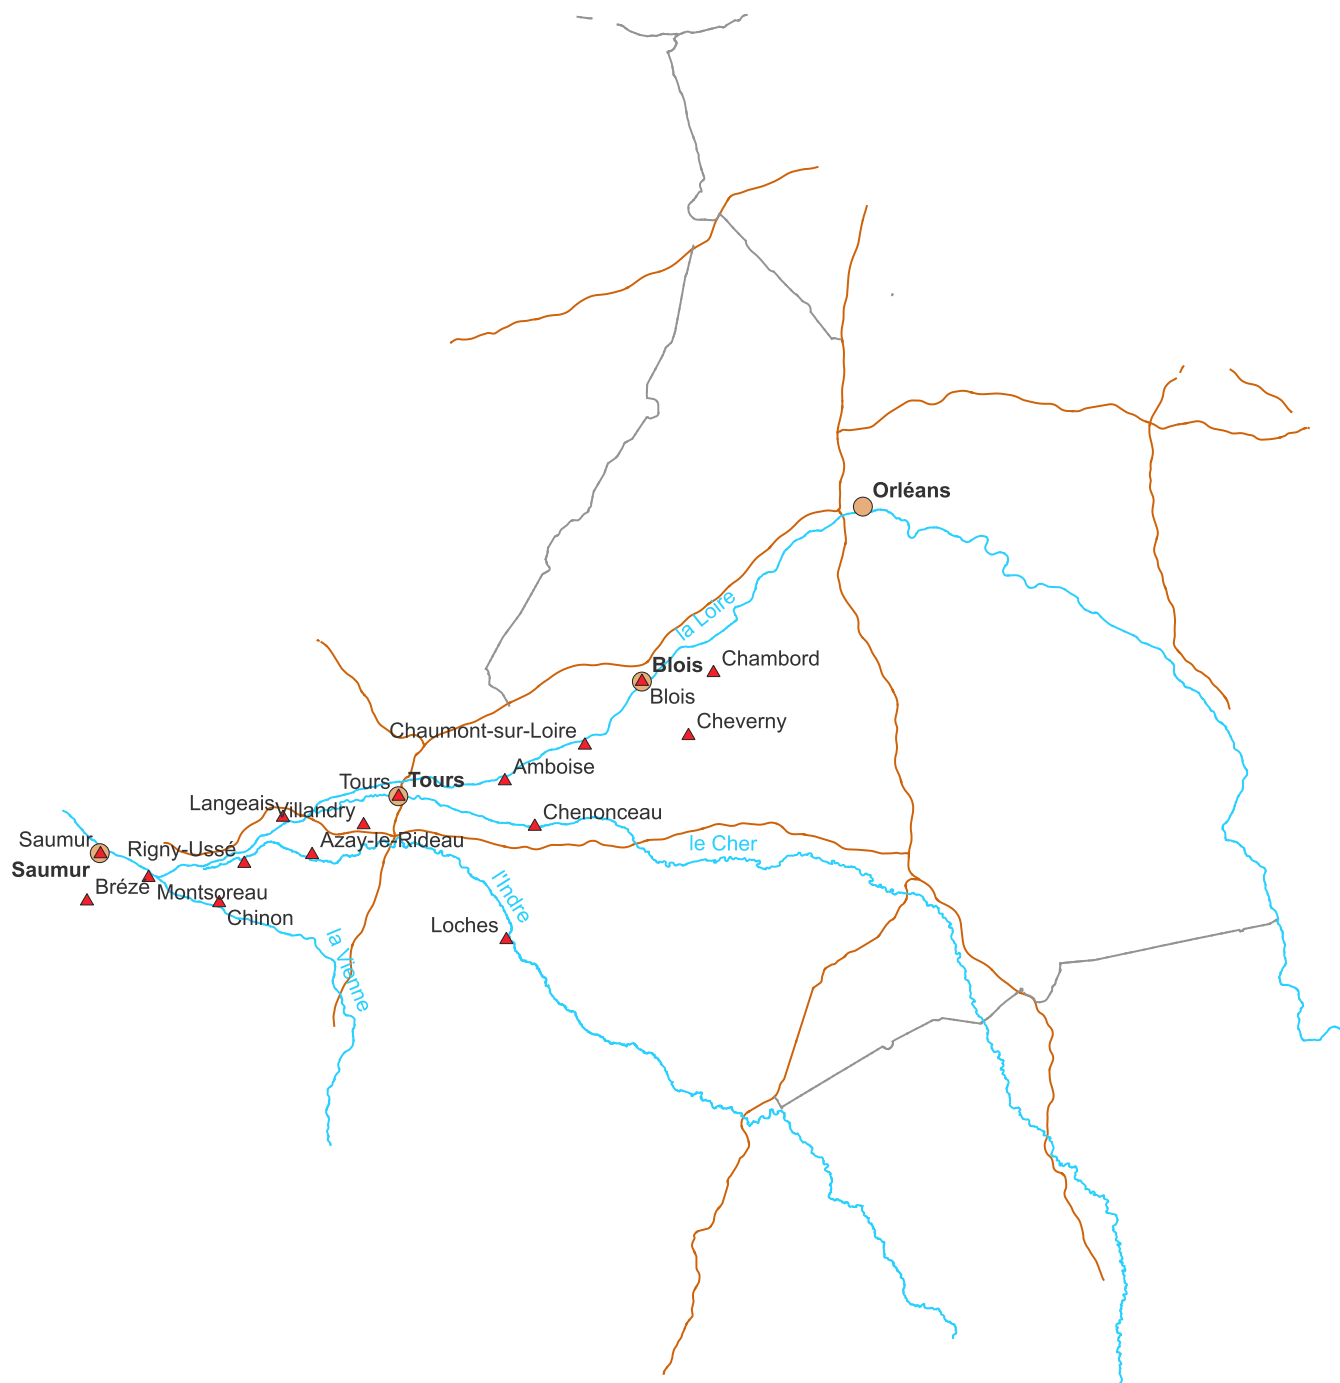 Orléans
la Loire
Blois
Chambord
Blois
Cheverny
Chaumont-sur-Loire
Amboise
Tours
Tours
Langeais
Villandry
Chenonceau
Saumur
Rigny-Ussé
Azay-le-Rideau
le Cher
Saumur
Brézé
Montsoreau
l'Indre
Chinon
Loches
la Vienne